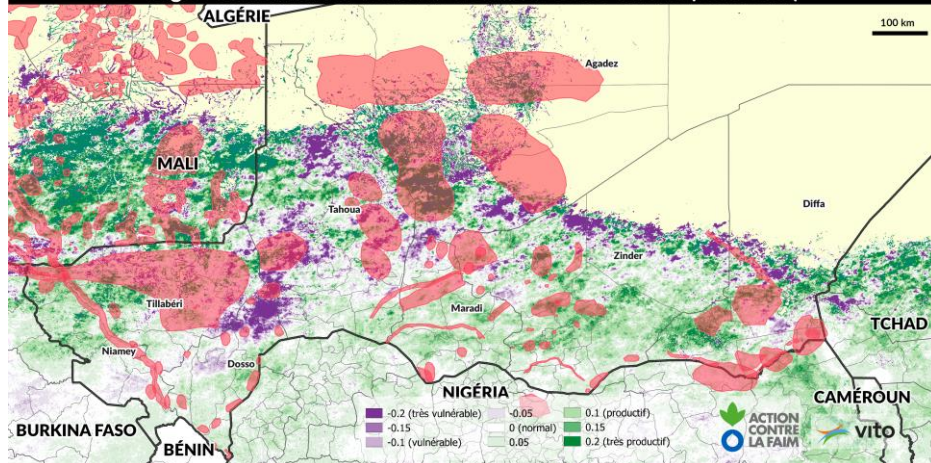 ALGÉRIE
100 km
Agadez
MALI
Tahoua
Diffa
Zinder
Tillabéri
Maradi
TCHAD
Niamey
Dosso
NIGÉRIA
CAMÉROUN
BURKINA FASO
BÉNIN
-0.2 (très vulnérable)
-0.15
-0.1 (vulnérable)
-0.05
0 (normal)
0.05
0.1 (productif)
0.15
0.2 (très productif)
ACTION
CONTRE
LA FAIM
vito